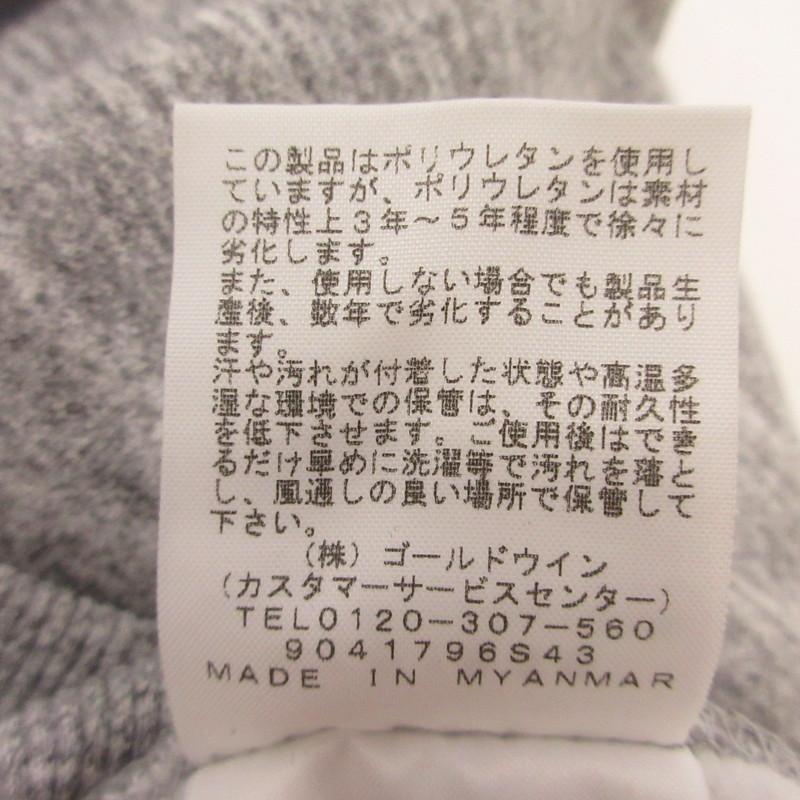 この製品はポリウレタンを使用し
ていますが、ポリウレタンは素材
の特性上3年~5年程度で徐々に
劣化します。
また、使用しない場合でも製品生
産後、数年で劣化することがあり
ます。
汗や汚れが付着した状態や高温多
湿な環境での保管は、その耐久性
を低下させます。ご使用後はでき
るだけ早めに洗濯等で汚れを落と
し、風通しの良い場所で保管して
下さい。
(株)ゴールドウイン
(カスタマーサービスセンター)
TEL0120-307-560
9041796S43
MADE IN MYANMAR